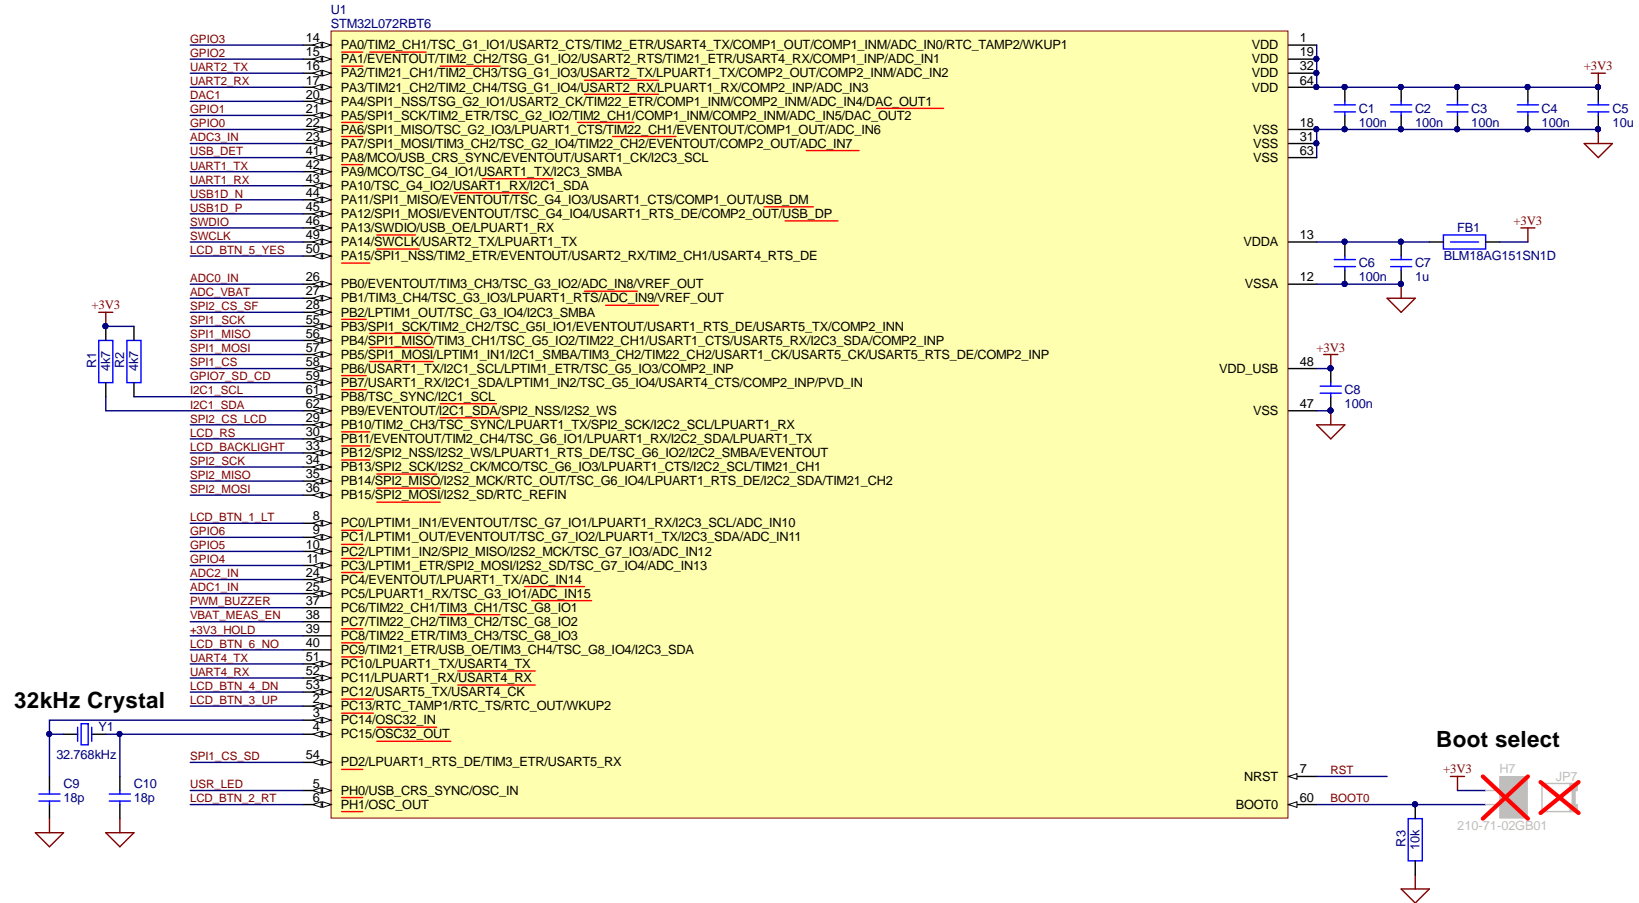 U1
STM32L072RBT6
GPIO3 14 PA0/TIM2_CH1/TSC_G1_IO1/USART2_CTS/TIM2_ETR/USART4_TX/COMP1_OUT/COMP1_INM/ADC_IN0/RTC_TAMP2/WKUP1 VDD 1
GPIO2 15 PA1/EVENTOUT/TIM2_CH2/TSG_G1_IO2/USART2_RTS/TIM21_ETR/USART4_RX/COMP1_INP/ADC_IN1 VDD 19
UART2_TX 16 PA2/TIM21_CH1/TIM2_CH3/TSG_G1_IO3/USART2_TX/LPUART1_TX/COMP2_OUT/COMP2_INM/ADC_IN2 VDD 32
UART2_RX 17 PA3/TIM21_CH2/TIM2_CH4/TSG_G1_IO4/USART2_RX/LPUART1_RX/COMP2_INP/ADC_IN3 VDD 64
+3V3
DAC1 20 PA4/SPI1_NSS/TSG_G2_IO1/USART2_CK/TIM22_ETR/COMP1_INM/COMP2_INM/ADC_IN4/DAC_OUT1
GPIO1 21 PA5/SPI1_SCK/TIM2_ETR/TSC_G2_IO2/TIM2_CH1/COMP1_INM/COMP2_INM/ADC_IN5/DAC_OUT2
C1 C2 C3 C4 C5
100n 100n 100n 100n 10u
GPIO0 22 PA6/SPI1_MISO/TSC_G2_IO3/LPUART1_CTS/TIM22_CH1/EVENTOUT/COMP1_OUT/ADC_IN6 VSS 18
ADC3_IN 23 PA7/SPI1_MOSI/TIM3_CH2/TSC_G2_IO4/TIM22_CH2/EVENTOUT/COMP2_OUT/ADC_IN7 VSS 31
USB_DET 41 PA8/MCO/USB_CRS_SYNC/EVENTOUT/USART1_CK/I2C3_SCL VSS 63
UART1_TX 42 PA9/MCO/TSC_G4_IO1/USART1_TX/I2C3_SMBA
UART1_RX 43 PA10/TSC_G4_IO2/USART1_RX/I2C1_SDA
USB1D_N 44 PA11/SPI1_MISO/EVENTOUT/TSC_G4_IO3/USART1_CTS/COMP1_OUT/USB_DM
USB1D_P 45 PA12/SPI1_MOSI/EVENTOUT/TSC_G4_IO4/USART1_RTS_DE/COMP2_OUT/USB_DP
SWDIO 46 PA13/SWDIO/USB_OE/LPUART1_RX
SWCLK 49 PA14/SWCLK/USART2_TX/LPUART1_TX VDDA 13 FB1 +3V3
LCD_BTN_5_YES 50 PA15/SPI1_NSS/TIM2_ETR/EVENTOUT/USART2_RX/TIM2_CH1/USART4_RTS_DE BLM18AG151SN1D
C6 C7
100n 1u
ADC0_IN 26 PB0/EVENTOUT/TIM3_CH3/TSC_G3_IO2/ADC_IN8/VREF_OUT VSSA 12
ADC_VBAT 27 PB1/TIM3_CH4/TSC_G3_IO3/LPUART1_RTS/ADC_IN9/VREF_OUT
+3V3
SPI2_CS_SF 28 PB2/LPTIM1_OUT/TSC_G3_IO4/I2C3_SMBA
SPI1_SCK 55 PB3/SPI1_SCK/TIM2_CH2/TSC_G5I_IO1/EVENTOUT/USART1_RTS_DE/USART5_TX/COMP2_INN
SPI1_MISO 56 PB4/SPI1_MISO/TIM3_CH1/TSC_G5_IO2/TIM22_CH1/USART1_CTS/USART5_RX/I2C3_SDA/COMP2_INP
+3V3
SPI1_MOSI 57 PB5/SPI1_MOSI/LPTIM1_IN1/I2C1_SMBA/TIM3_CH2/TIM22_CH2/USART1_CK/USART5_CK/USART5_RTS_DE/COMP2_INP
R1 4k7 R2 4k7
SPI1_CS 58 PB6/USART1_TX/I2C1_SCL/LPTIM1_ETR/TSC_G5_IO3/COMP2_INP VDD_USB 48
GPIO7_SD_CD 59 PB7/USART1_RX/I2C1_SDA/LPTIM1_IN2/TSC_G5_IO4/USART4_CTS/COMP2_INP/PVD_IN
C8
100n
I2C1_SCL 61 PB8/TSC_SYNC/I2C1_SCL
I2C1_SDA 62 PB9/EVENTOUT/I2C1_SDA/SPI2_NSS/I2S2_WS VSS 47
SPI2_CS_LCD 29 PB10/TIM2_CH3/TSC_SYNC/LPUART1_TX/SPI2_SCK/I2C2_SCL/LPUART1_RX
LCD_RS 30 PB11/EVENTOUT/TIM2_CH4/TSC_G6_IO1/LPUART1_RX/I2C2_SDA/LPUART1_TX
LCD_BACKLIGHT 33 PB12/SPI2_NSS/I2S2_WS/LPUART1_RTS_DE/TSC_G6_IO2/I2C2_SMBA/EVENTOUT
SPI2_SCK 34 PB13/SPI2_SCK/I2S2_CK/MCO/TSC_G6_IO3/LPUART1_CTS/I2C2_SCL/TIM21_CH1
SPI2_MISO 35 PB14/SPI2_MISO/I2S2_MCK/RTC_OUT/TSC_G6_IO4/LPUART1_RTS_DE/I2C2_SDA/TIM21_CH2
SPI2_MOSI 36 PB15/SPI2_MOSI/I2S2_SD/RTC_REFIN
LCD_BTN_1_LT 8 PC0/LPTIM1_IN1/EVENTOUT/TSC_G7_IO1/LPUART1_RX/I2C3_SCL/ADC_IN10
GPIO6 9 PC1/LPTIM1_OUT/EVENTOUT/TSC_G7_IO2/LPUART1_TX/I2C3_SDA/ADC_IN11
GPIO5 10 PC2/LPTIM1_IN2/SPI2_MISO/I2S2_MCK/TSC_G7_IO3/ADC_IN12
GPIO4 11 PC3/LPTIM1_ETR/SPI2_MOSI/I2S2_SD/TSC_G7_IO4/ADC_IN13
ADC2_IN 24 PC4/EVENTOUT/LPUART1_TX/ADC_IN14
ADC1_IN 25 PC5/LPUART1_RX/TSC_G3_IO1/ADC_IN15
PWM_BUZZER 37 PC6/TIM22_CH1/TIM3_CH1/TSC_G8_IO1
VBAT_MEAS_EN 38 PC7/TIM22_CH2/TIM3_CH2/TSC_G8_IO2
+3V3_HOLD 39 PC8/TIM22_ETR/TIM3_CH3/TSC_G8_IO3
LCD_BTN_6_NO 40 PC9/TIM21_ETR/USB_OE/TIM3_CH4/TSC_G8_IO4/I2C3_SDA
UART4_TX 51 PC10/LPUART1_TX/USART4_TX
UART4_RX 52 PC11/LPUART1_RX/USART4_RX
LCD_BTN_4_DN 53 PC12/USART5_TX/USART4_CK
LCD_BTN_3_UP 2 PC13/RTC_TAMP1/RTC_TS/RTC_OUT/WKUP2
32kHz Crystal
3 PC14/OSC32_IN
Y1 4 PC15/OSC32_OUT
32.768kHz
Boot select
SPI1_CS_SD 54 PD2/LPUART1_RTS_DE/TIM3_ETR/USART5_RX
NRST 7 RST +3V3 H7 JP7
C9 C10
18p 18p
USR_LED 5 PH0/USB_CRS_SYNC/OSC_IN
LCD_BTN_2_RT 6 PH1/OSC_OUT BOOT0 60 BOOT0
210-71-02GB01
R3 10k